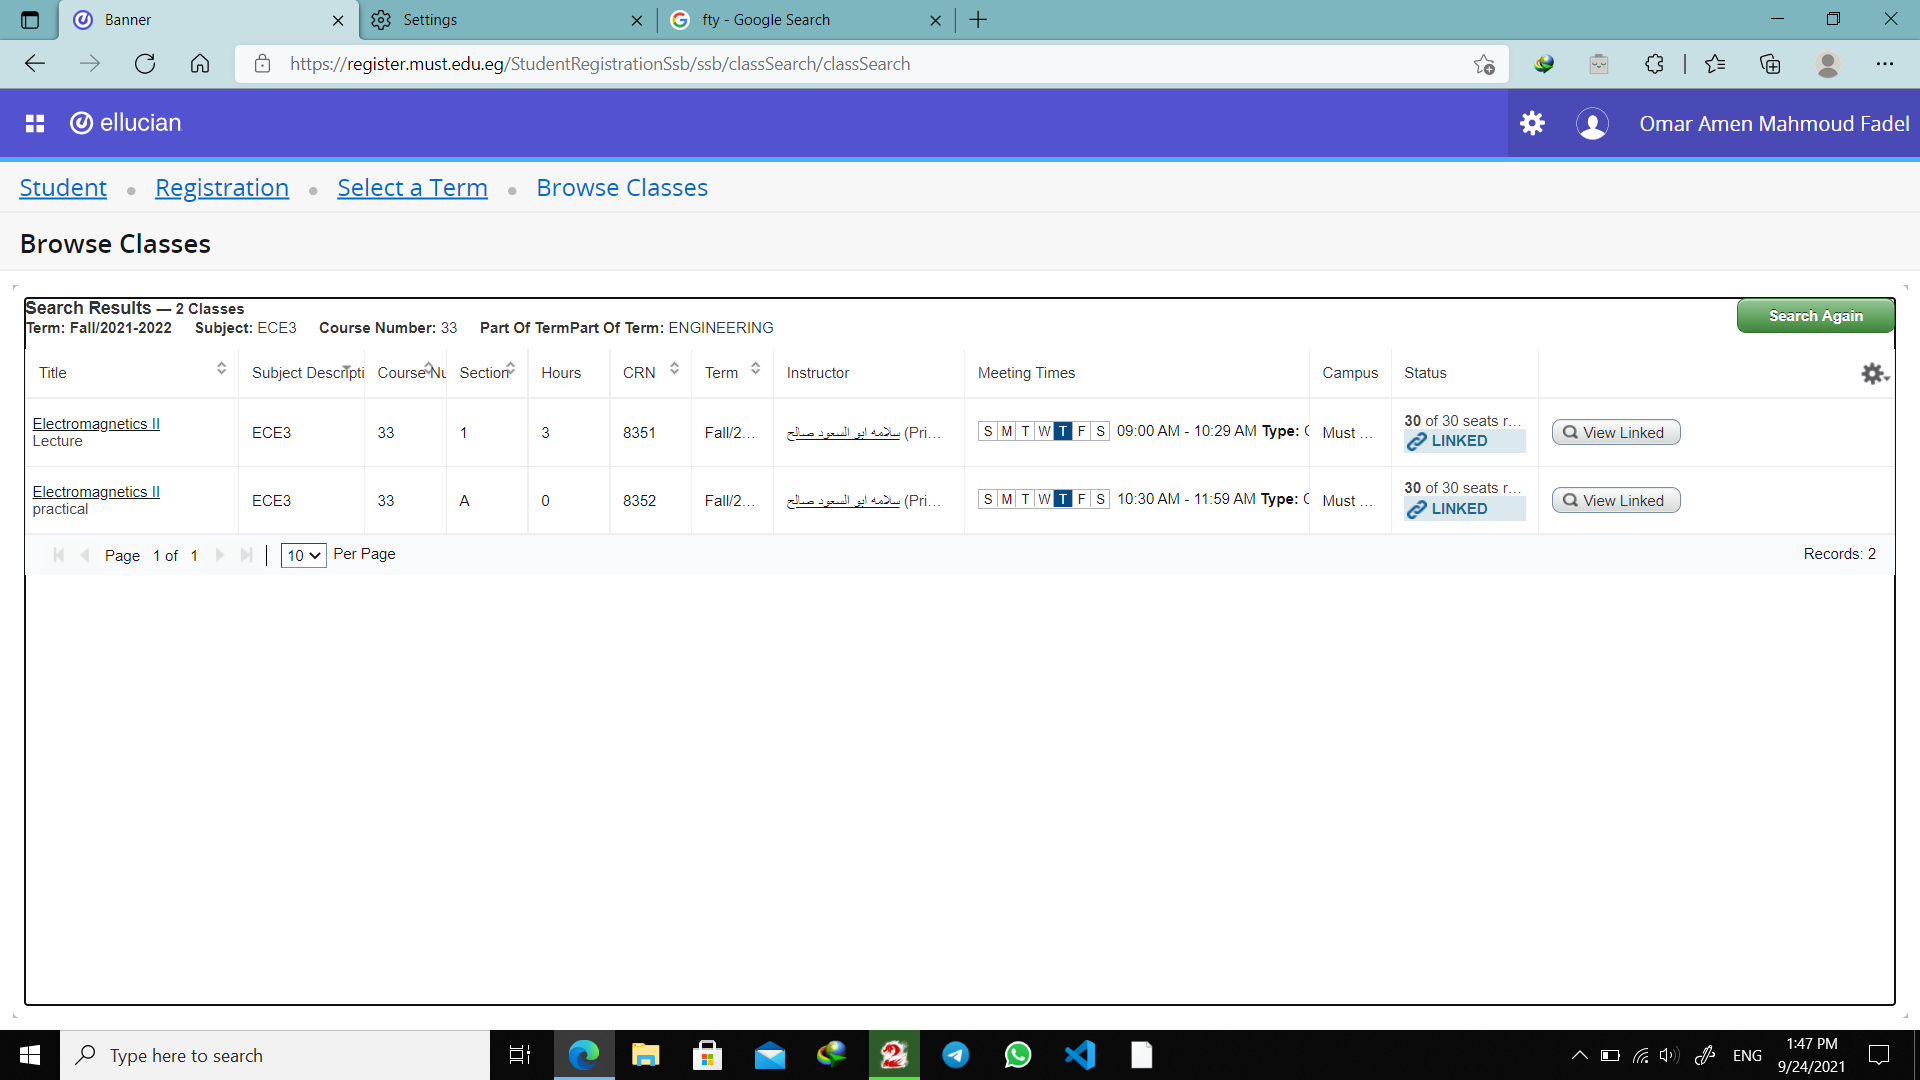 Banner
Settings
fty - Google Search
https://register.must.edu.eg/StudentRegistrationSsb/ssb/classSearch/classSearch
ellucian
Omar Amen Mahmoud Fadel
Student • Registration • Select a Term • Browse Classes
Browse Classes
Search Results — 2 Classes
Term: Fall/2021-2022 Subject: ECE3 Course Number: 33 Part Of TermPart Of Term: ENGINEERING
Search Again
Title Subject Descripti Course Nu Section Hours CRN Term Instructor Meeting Times Campus Status
Electromagnetics II
Lecture
ECE3 33 1 3 8351 Fall/2... سلامه ابو السعود صالح (Pri... S M T W T F S 09:00 AM - 10:29 AM Type: C Must ...
30 of 30 seats r...
LINKED
View Linked
Electromagnetics II
practical
ECE3 33 A 0 8352 Fall/2... سلامه ابو السعود صالح (Pri... S M T W T F S 10:30 AM - 11:59 AM Type: C Must ...
30 of 30 seats r...
LINKED
View Linked
Page 1 of 1 10 Per Page Records: 2
Type here to search
ENG
1:47 PM
9/24/2021